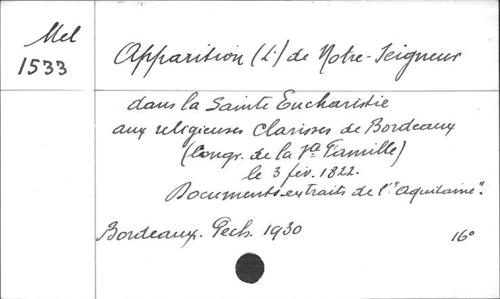 Mel
1533
Apparition (L') de Notre-Seigneur
dans la Sainte Eucharistie
aux religieuses Clarisses de Bordeaux
(Congr. de la Ste Famille)
le 3 fév. 1822.
Documents extraits de l'"Aquitaine".
Bordeaux. Pech. 1930 16°